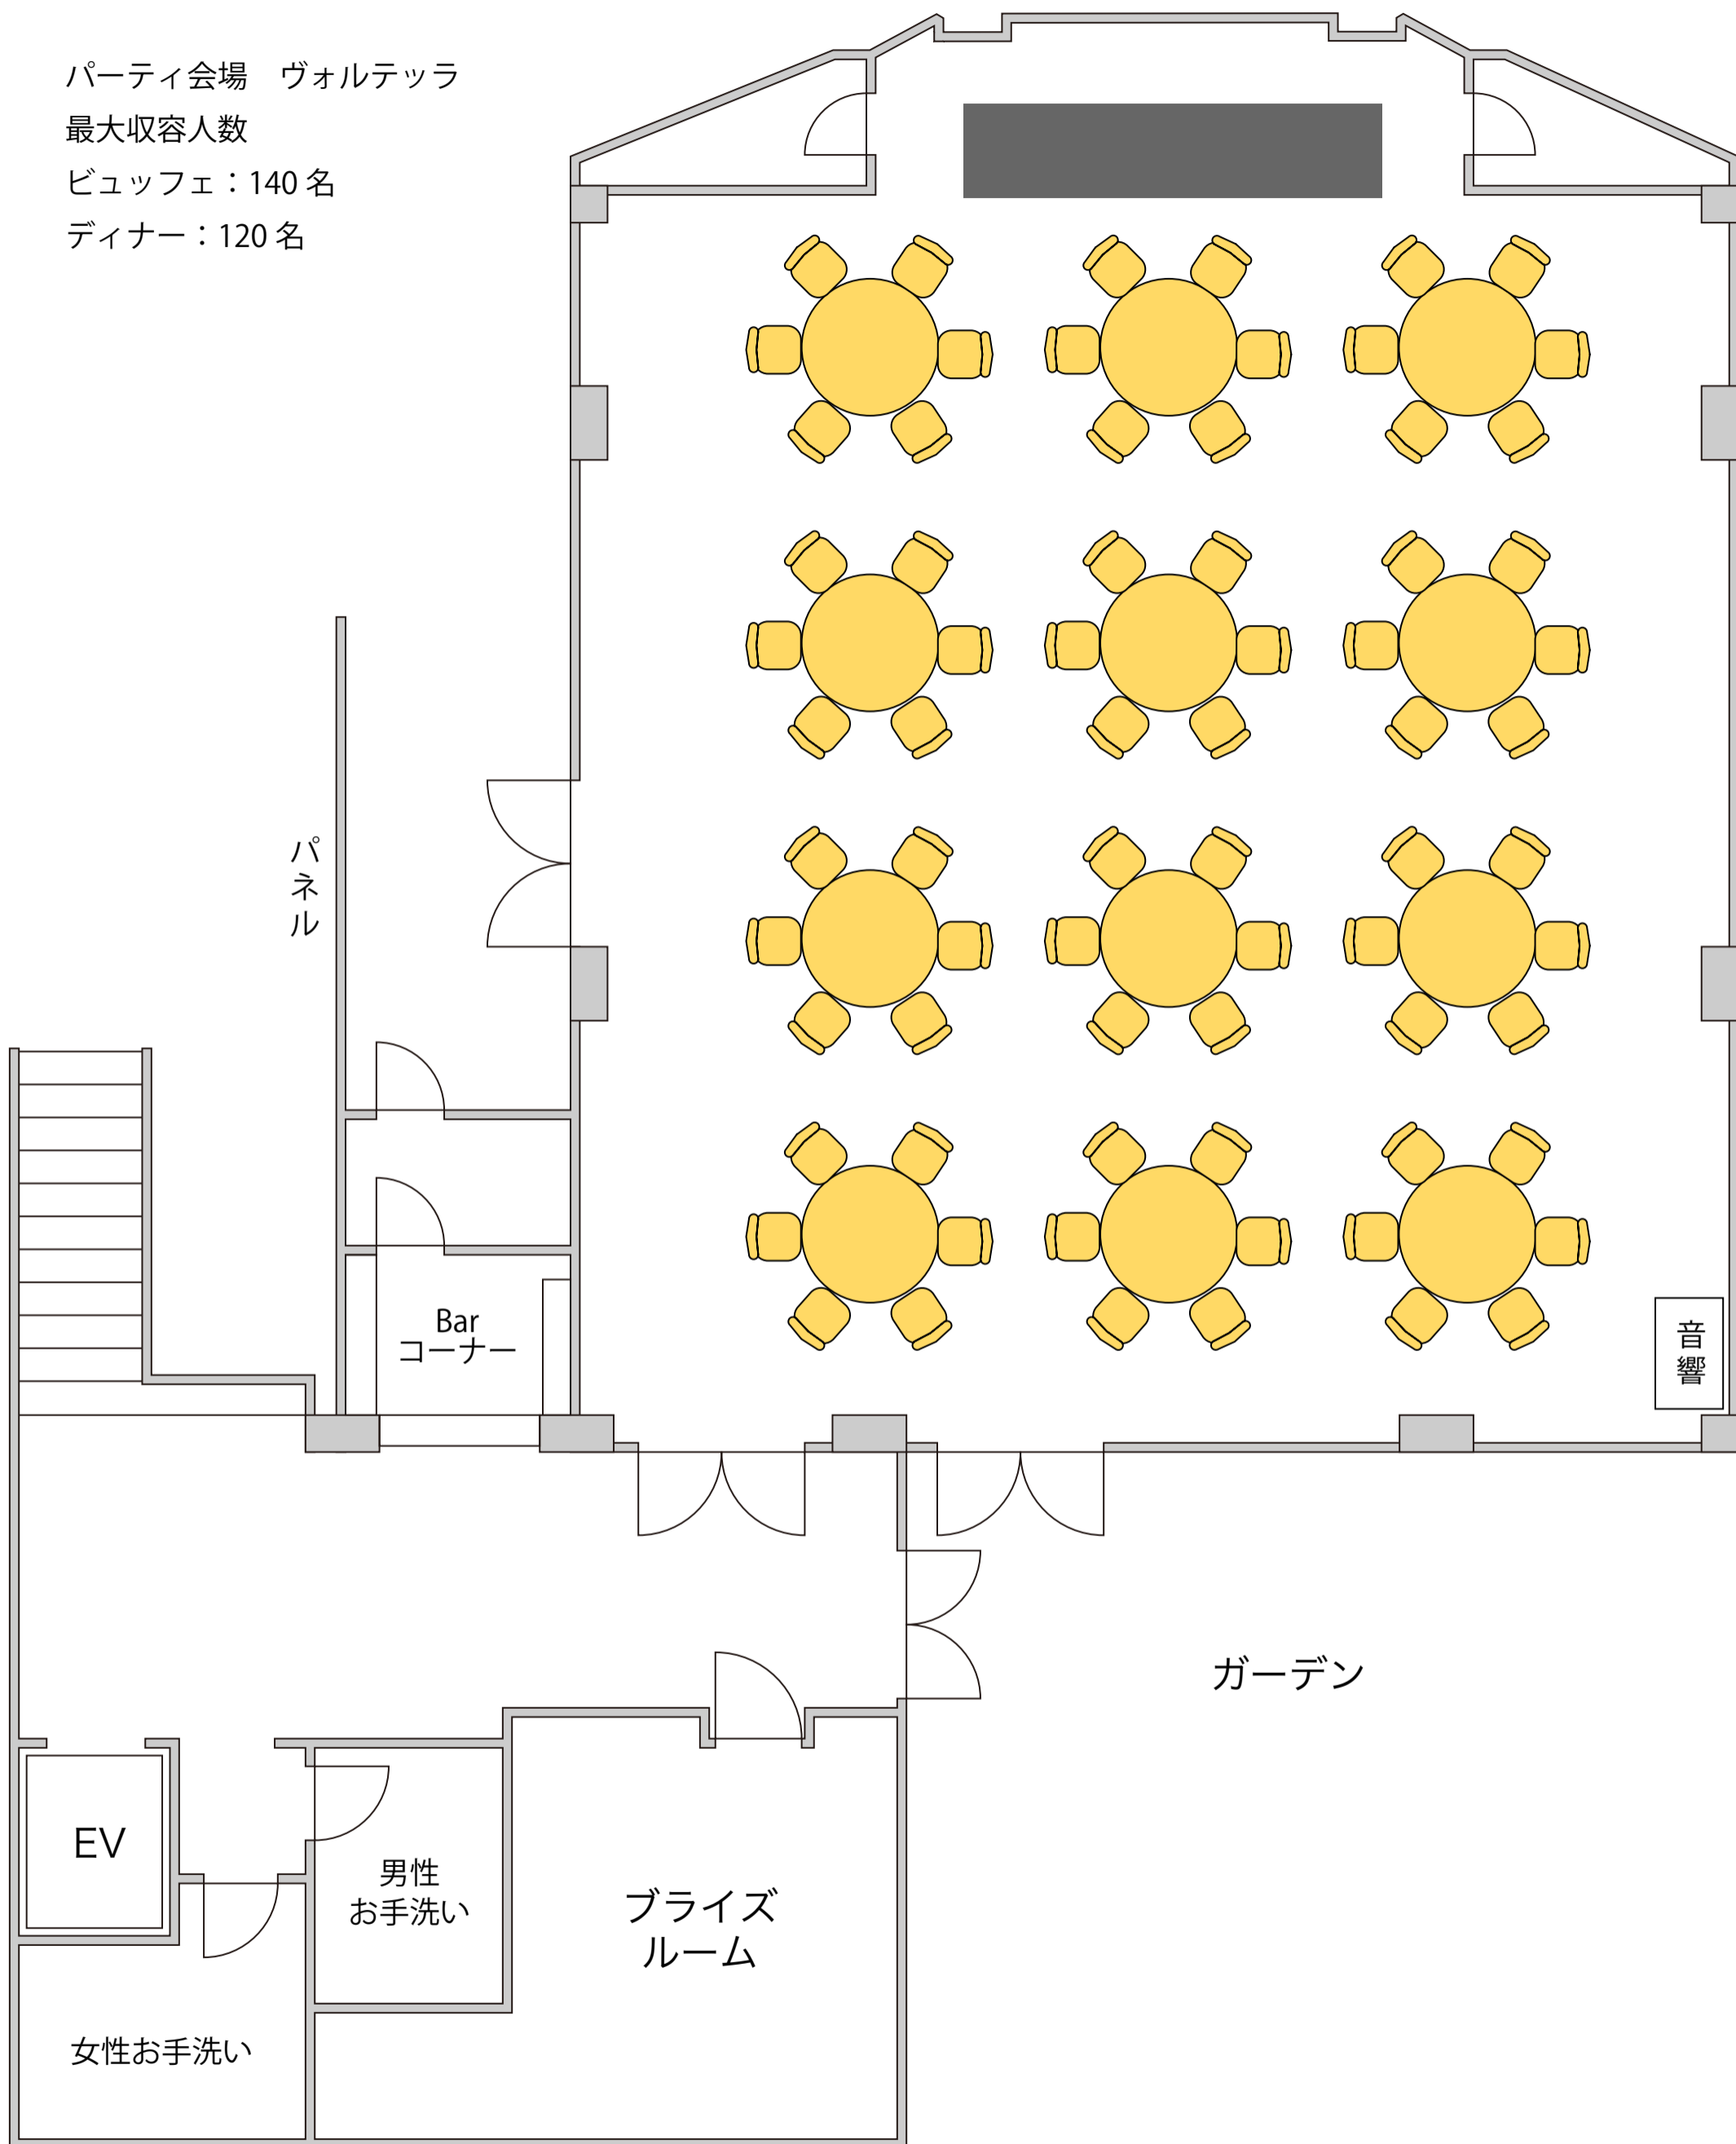 パーティ会場　ヴォルテッラ
最大収容人数
ビュッフェ：140 名
ディナー：120 名
パネル
Bar
コーナー
音響
ガーデン
EV
男性
お手洗い
ブライズ
ルーム
女性お手洗い